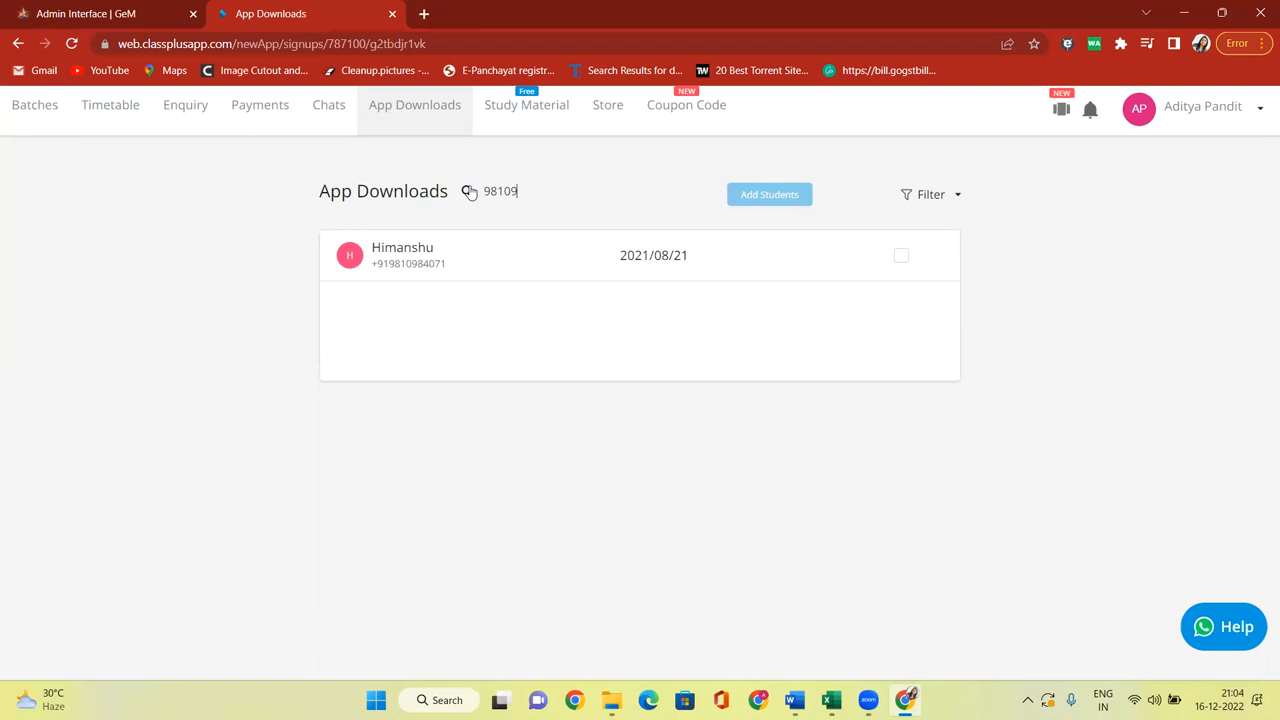 Admin Interface | GeM
App Downloads
web.classplusapp.com/newApp/signups/787100/g2tbdjr1vk
Error
Gmail
YouTube
Maps
Image Cutout and...
Cleanup.pictures -...
E-Panchayat registr...
Search Results for d...
20 Best Torrent Site...
https://bill.gogstbill...
Batches
Timetable
Enquiry
Payments
Chats
App Downloads
Free
Study Material
Store
NEW
Coupon Code
NEW
AP
Aditya Pandit
App Downloads
98109
Add Students
Filter
H
Himanshu
+919810984071
2021/08/21
Help
30°C
Haze
Search
ENG
IN
21:04
16-12-2022